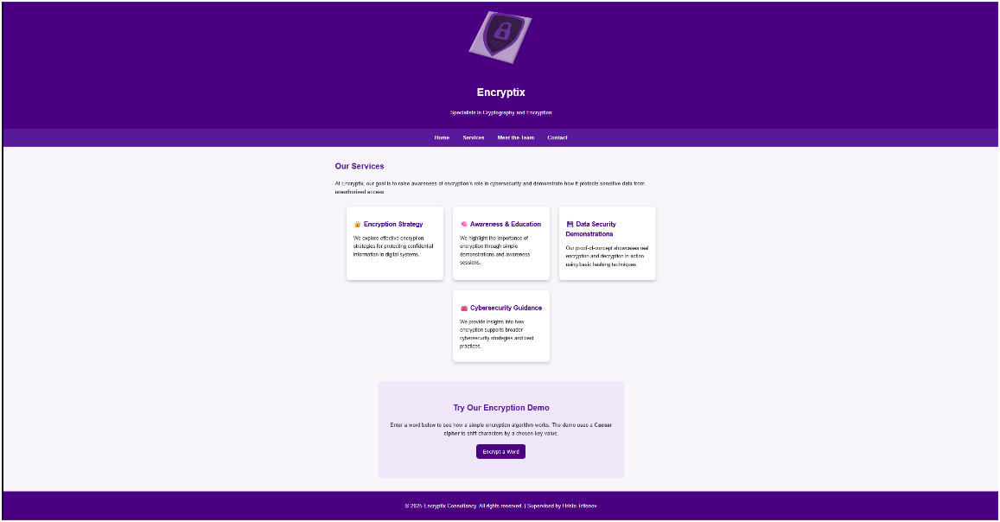 Encryptix
Specialists in Cryptography and Encryption
Home Services Meet the Team Contact
Our Services
At Encryptix, our goal is to raise awareness of encryption's role in cybersecurity and demonstrate how it protects sensitive data from
unauthorised access.
Encryption Strategy
We explore effective encryption
strategies for protecting confidential
information in digital systems.
Awareness & Education
We highlight the importance of
encryption through simple
demonstrations and awareness
sessions.
Data Security
Demonstrations
Our proof-of-concept showcases real
encryption and decryption in action
using basic hashing techniques.
Cybersecurity Guidance
We provide insights into how
encryption supports broader
cybersecurity strategies and best
practices.
Try Our Encryption Demo
Enter a word below to see how a simple encryption algorithm works. The demo uses a Caesar
cipher to shift characters by a chosen key value.
Encrypt a Word
© 2025 Encryptix Consultancy. All rights reserved. | Supervised by Hristo Trifonov